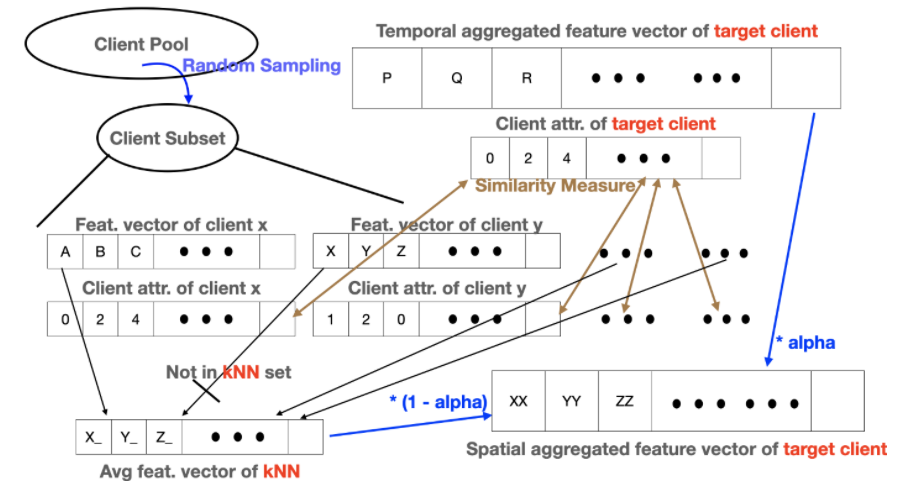 Client Pool
Random Sampling
Client Subset
Temporal aggregated feature vector of target client
P Q R
Client attr. of target client
0 2 4
Similarity Measure
Feat. vector of client x
A B C
Client attr. of client x
0 2 4
Feat. vector of client y
X Y Z
Client attr. of client y
1 2 0
Not in kNN set
* alpha
* (1 - alpha)
X_ Y_ Z_
Avg feat. vector of kNN
XX YY ZZ
Spatial aggregated feature vector of target client